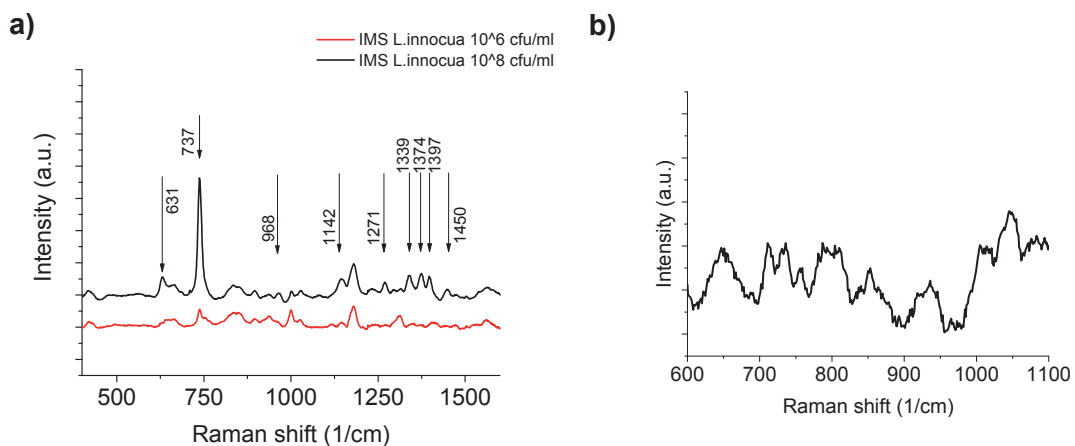 a)
IMS L.innocua 10^6 cfu/ml
IMS L.innocua 10^8 cfu/ml
737
631
968
1142
1271
1339
1374
1397
1450
Intensity (a.u.)
500 750 1000 1250 1500
Raman shift (1/cm)
b)
Intensity (a.u.)
600 700 800 900 1000 1100
Raman shift (1/cm)